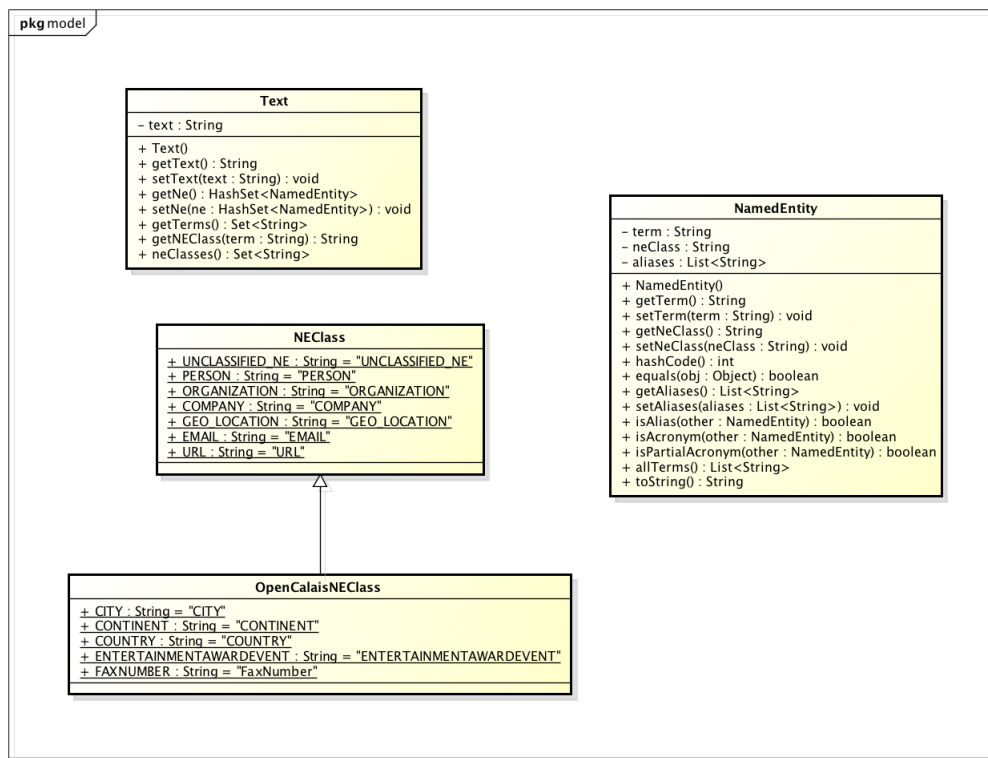 pkg model
Text
– text : String
+ Text()
+ getText() : String
+ setText(text : String) : void
+ getNe() : HashSet<NamedEntity>
+ setNe(ne : HashSet<NamedEntity>) : void
+ getTerms() : Set<String>
+ getNEClass(term : String) : String
+ neClasses() : Set<String>
NamedEntity
– term : String
– neClass : String
– aliases : List<String>
+ NamedEntity()
+ getTerm() : String
+ setTerm(term : String) : void
+ getNeClass() : String
+ setNeClass(neClass : String) : void
+ hashCode() : int
+ equals(obj : Object) : boolean
+ getAliases() : List<String>
+ setAliases(aliases : List<String>) : void
+ isAlias(other : NamedEntity) : boolean
+ isAcronym(other : NamedEntity) : boolean
+ isPartialAcronym(other : NamedEntity) : boolean
+ allTerms() : List<String>
+ toString() : String
NEClass
+ UNCLASSIFIED_NE : String = "UNCLASSIFIED_NE"
+ PERSON : String = "PERSON"
+ ORGANIZATION : String = "ORGANIZATION"
+ COMPANY : String = "COMPANY"
+ GEO_LOCATION : String = "GEO_LOCATION"
+ EMAIL : String = "EMAIL"
+ URL : String = "URL"
OpenCalaisNEClass
+ CITY : String = "CITY"
+ CONTINENT : String = "CONTINENT"
+ COUNTRY : String = "COUNTRY"
+ ENTERTAINMENTAWARDEVENT : String = "ENTERTAINMENTAWARDEVENT"
+ FAXNUMBER : String = "FaxNumber"